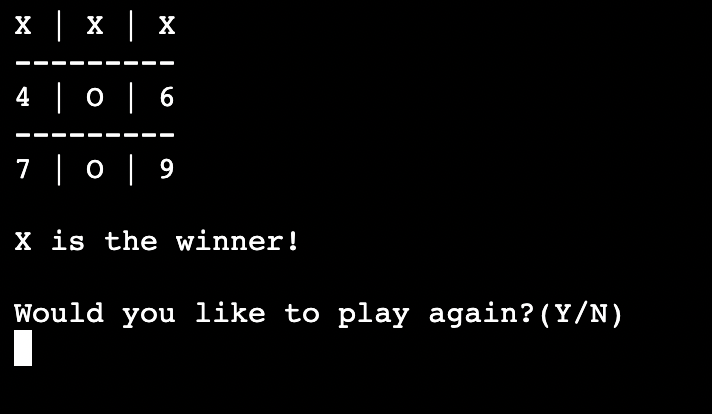 X | X | X
---------
4 | O | 6
---------
7 | O | 9
X is the winner!
Would you like to play again?(Y/N)